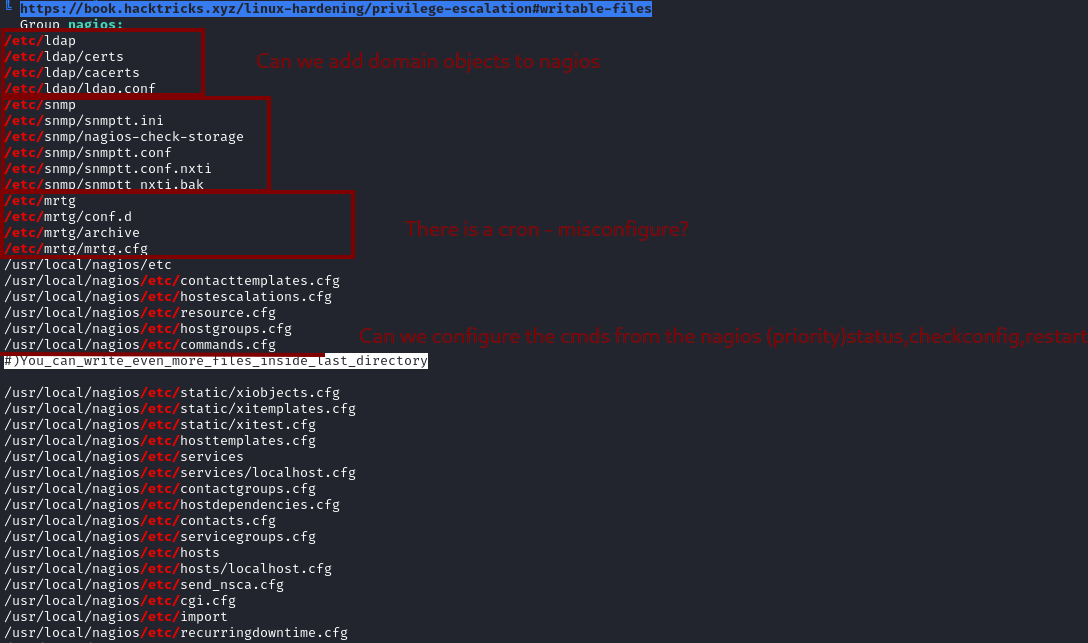 https://book.hacktricks.xyz/linux-hardening/privilege-escalation#writable-files
Group nagios:
/etc/ldap
/etc/ldap/certs
Can we add domain objects to nagios
/etc/ldap/cacerts
/etc/ldap/ldap.conf
/etc/snmp
/etc/snmp/snmptt.ini
/etc/snmp/nagios-check-storage
/etc/snmp/snmptt.conf
/etc/snmp/snmptt.conf.nxti
/etc/snmp/snmptt_nxti.bak
/etc/mrtg
/etc/mrtg/conf.d
/etc/mrtg/archive
There is a cron - misconfigure?
/etc/mrtg/mrtg.cfg
/usr/local/nagios/etc
/usr/local/nagios/etc/contacttemplates.cfg
/usr/local/nagios/etc/hostescalations.cfg
/usr/local/nagios/etc/resource.cfg
/usr/local/nagios/etc/hostgroups.cfg
Can we configure the cmds from the nagios (priority)status,checkconfig,restart
/usr/local/nagios/etc/commands.cfg
#)You_can_write_even_more_files_inside_last_directory
/usr/local/nagios/etc/static/xiobjects.cfg
/usr/local/nagios/etc/static/xitemplates.cfg
/usr/local/nagios/etc/static/xitest.cfg
/usr/local/nagios/etc/hosttemplates.cfg
/usr/local/nagios/etc/services
/usr/local/nagios/etc/services/localhost.cfg
/usr/local/nagios/etc/contactgroups.cfg
/usr/local/nagios/etc/hostdependencies.cfg
/usr/local/nagios/etc/contacts.cfg
/usr/local/nagios/etc/servicegroups.cfg
/usr/local/nagios/etc/hosts
/usr/local/nagios/etc/hosts/localhost.cfg
/usr/local/nagios/etc/send_nsca.cfg
/usr/local/nagios/etc/cgi.cfg
/usr/local/nagios/etc/import
/usr/local/nagios/etc/recurringdowntime.cfg